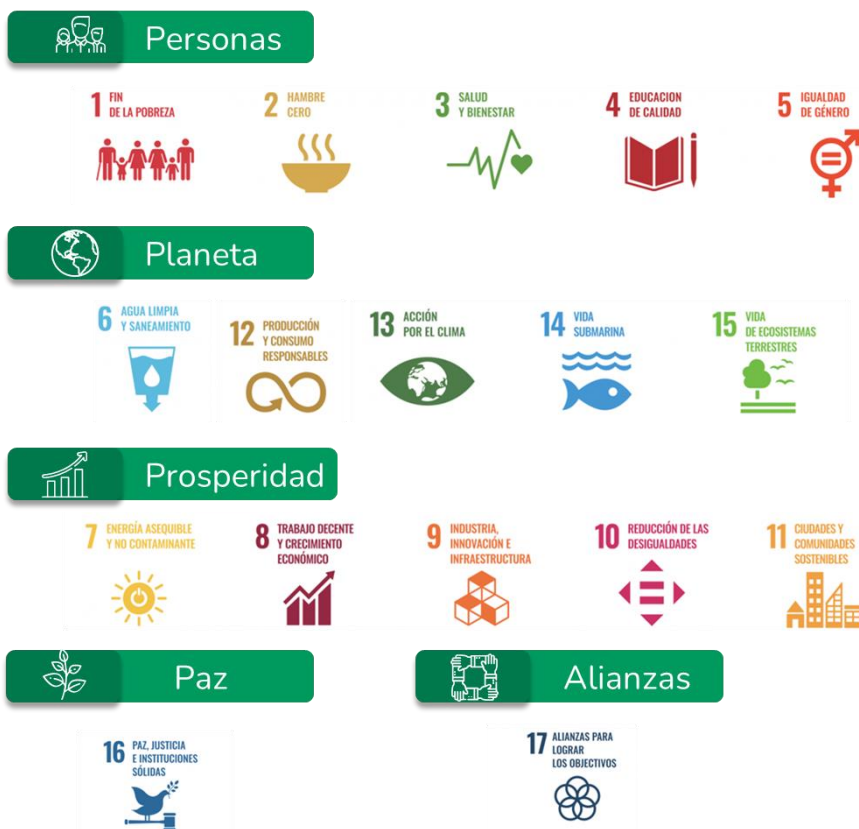 Personas
1 FIN
DE LA POBREZA
2 HAMBRE
CERO
3 SALUD
Y BIENESTAR
4 EDUCACION
DE CALIDAD
5 IGUALDAD
DE GÉNERO
Planeta
6 AGUA LIMPIA
Y SANEAMIENTO
12 PRODUCCIÓN
Y CONSUMO
RESPONSABLES
13 ACCIÓN
POR EL CLIMA
14 VIDA
SUBMARINA
15 VIDA
DE ECOSISTEMAS
TERRESTRES
Prosperidad
7 ENERGÍA ASEQUIBLE
Y NO CONTAMINANTE
8 TRABAJO DECENTE
Y CRECIMIENTO
ECONÓMICO
9 INDUSTRIA,
INNOVACIÓN E
INFRAESTRUCTURA
10 REDUCCIÓN DE LAS
DESIGUALDADES
11 CIUDADES Y
COMUNIDADES
SOSTENIBLES
Paz
16 PAZ, JUSTICIA
E INSTITUCIONES
SÓLIDAS
Alianzas
17 ALIANZAS PARA
LOGRAR
LOS OBJECTIVOS